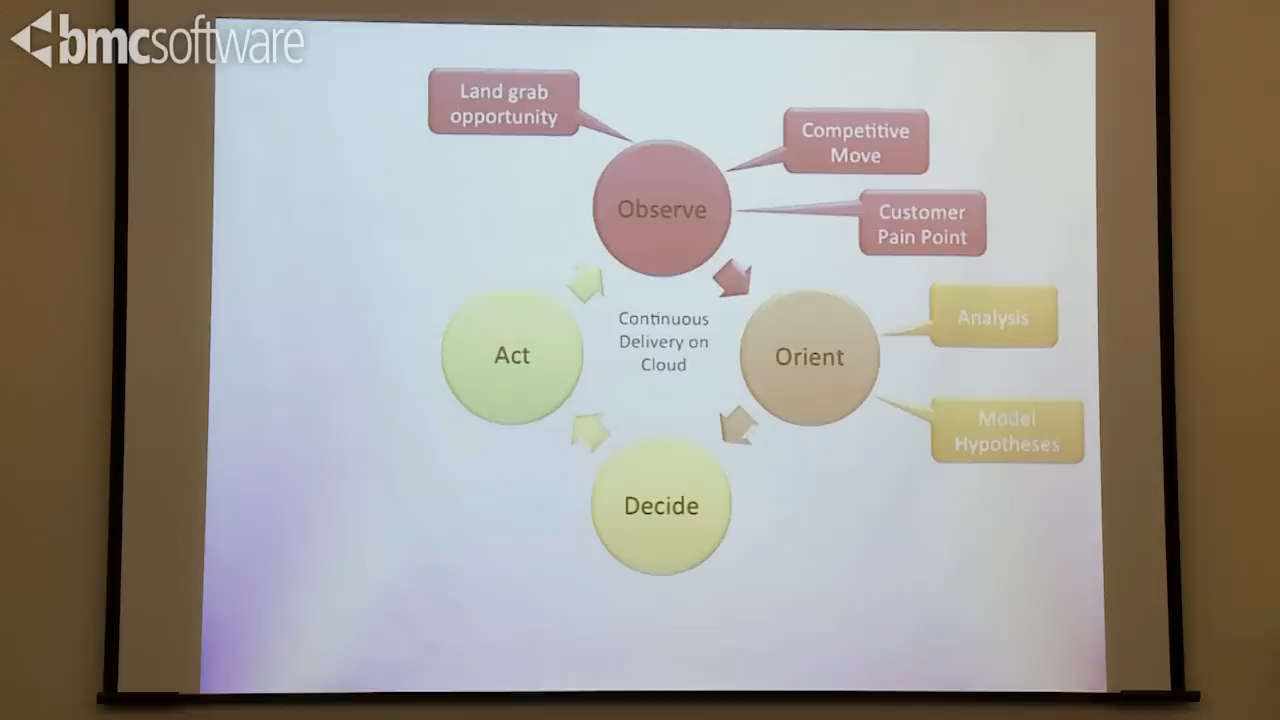 bmcsoftware
Land grab
opportunity
Competitive
Move
Observe
Customer
Pain Point
Continuous
Delivery on
Cloud
Analysis
Act
Orient
Model
Hypotheses
Decide